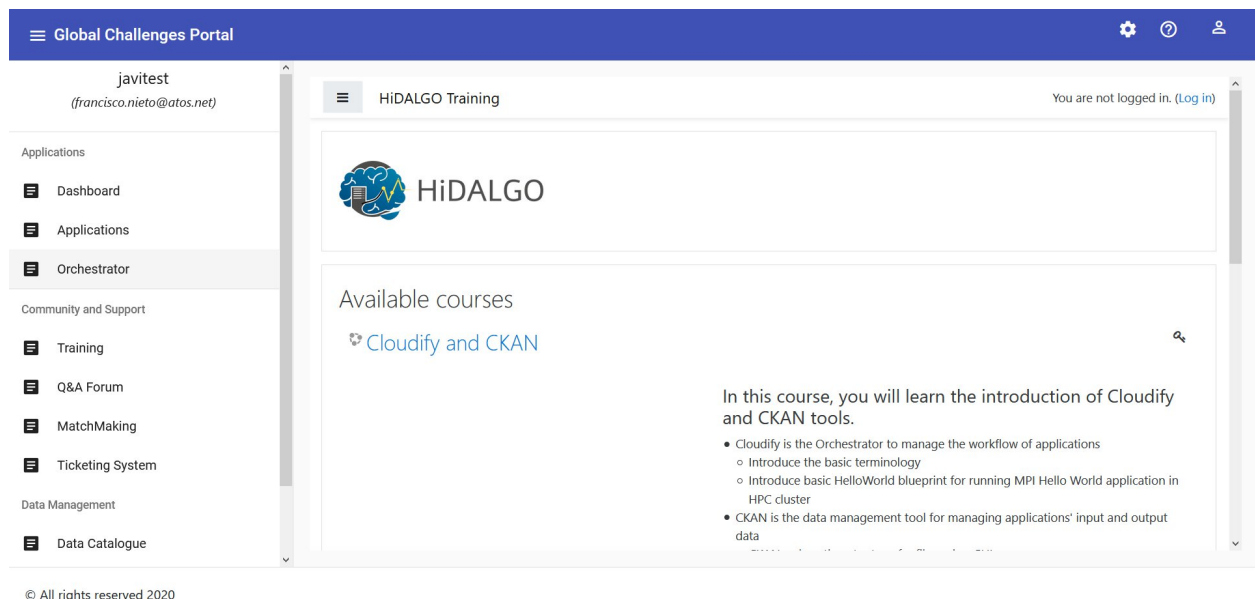 Global Challenges Portal
javitest
(francisco.nieto@atos.net)
Applications
Dashboard
Applications
Orchestrator
Community and Support
Training
Q&A Forum
MatchMaking
Ticketing System
Data Management
Data Catalogue
HiDALGO Training
You are not logged in. (Log in)
HiDALGO
Available courses
Cloudify and CKAN
In this course, you will learn the introduction of Cloudify
and CKAN tools.
• Cloudify is the Orchestrator to manage the workflow of applications
○ Introduce the basic terminology
○ Introduce basic HelloWorld blueprint for running MPI Hello World application in
HPC cluster
• CKAN is the data management tool for managing applications' input and output
data
© All rights reserved 2020